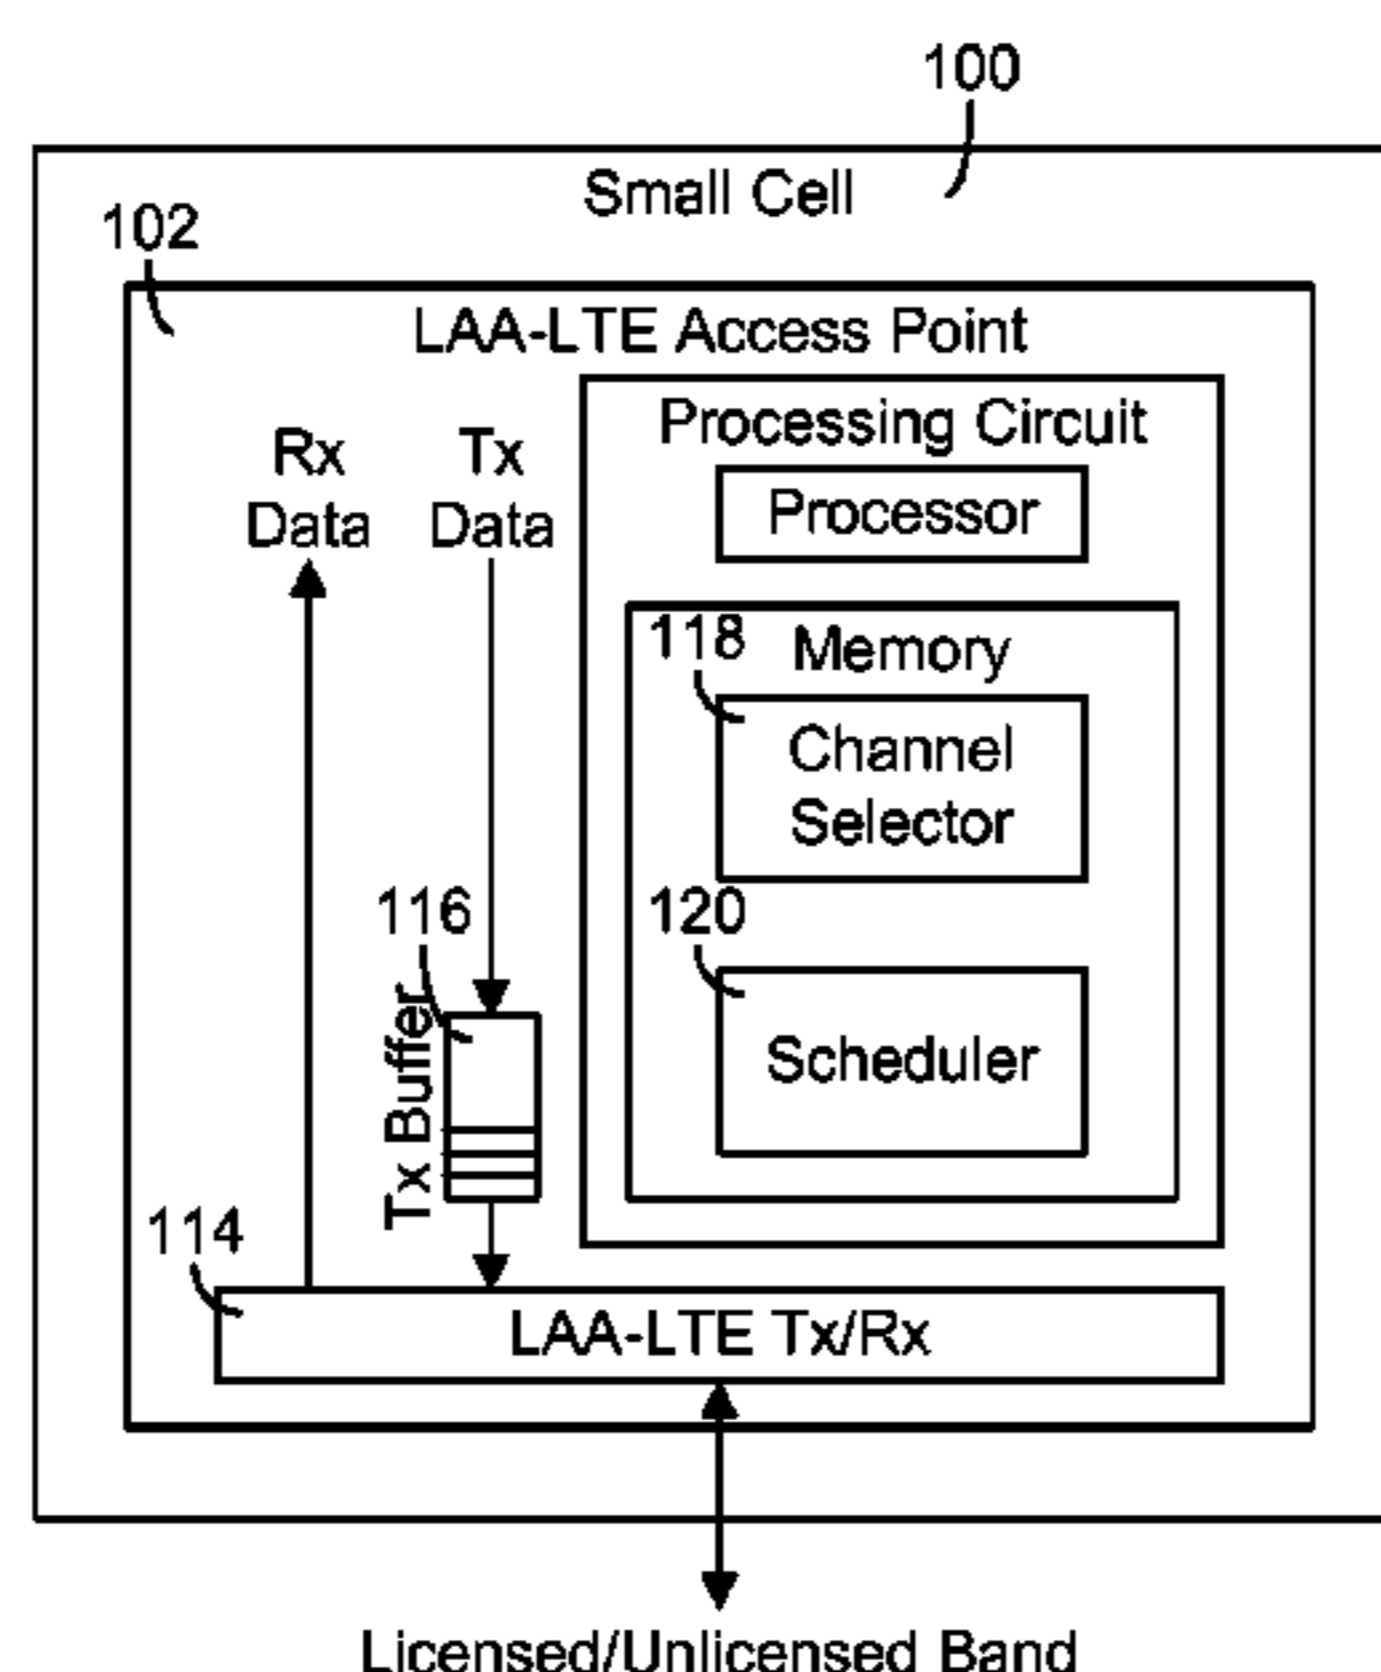 100
Small Cell
102
LAA-LTE Access Point
Processing Circuit
Rx
Data
Tx
Data
Processor
118
Memory
Channel
Selector
116
120
Tx Buffer
Scheduler
114
LAA-LTE Tx/Rx
Licensed/Unlicensed Band